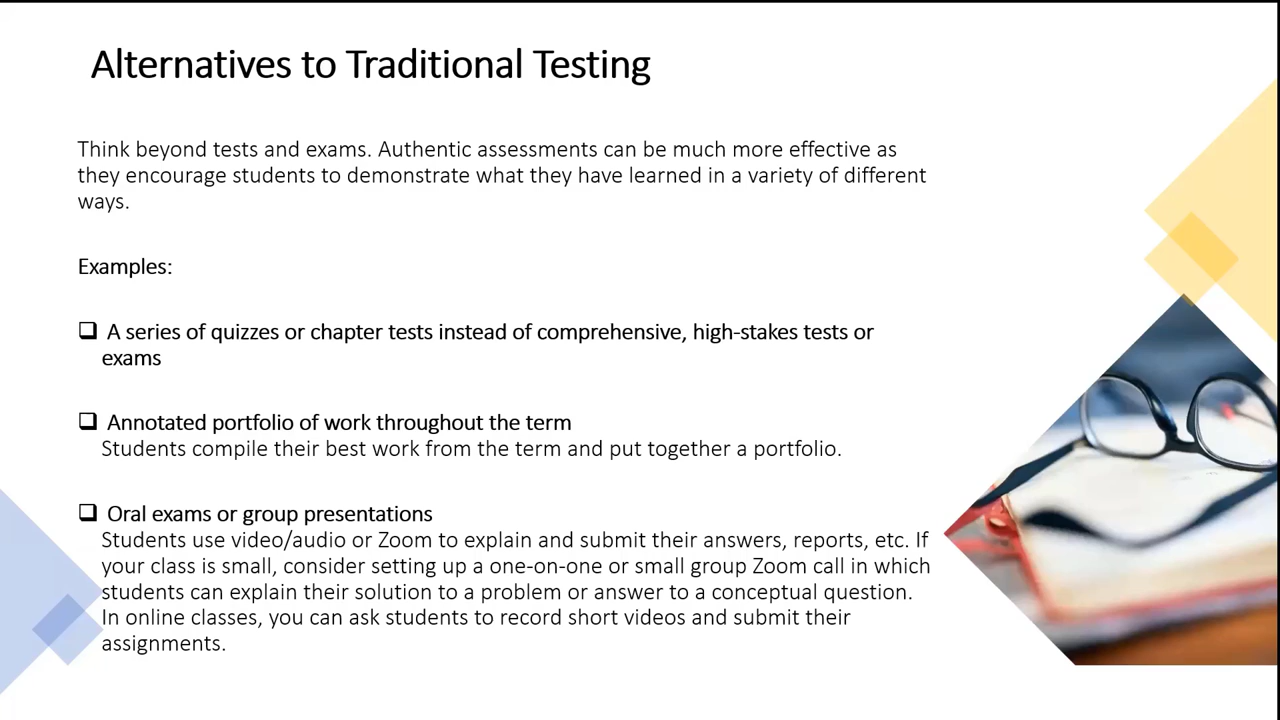 Alternatives to Traditional Testing
Think beyond tests and exams. Authentic assessments can be much more effective as
they encourage students to demonstrate what they have learned in a variety of different
ways.
Examples:
❑ A series of quizzes or chapter tests instead of comprehensive, high-stakes tests or
exams
❑ Annotated portfolio of work throughout the term
Students compile their best work from the term and put together a portfolio.
❑ Oral exams or group presentations
Students use video/audio or Zoom to explain and submit their answers, reports, etc. If
your class is small, consider setting up a one-on-one or small group Zoom call in which
students can explain their solution to a problem or answer to a conceptual question.
In online classes, you can ask students to record short videos and submit their
assignments.